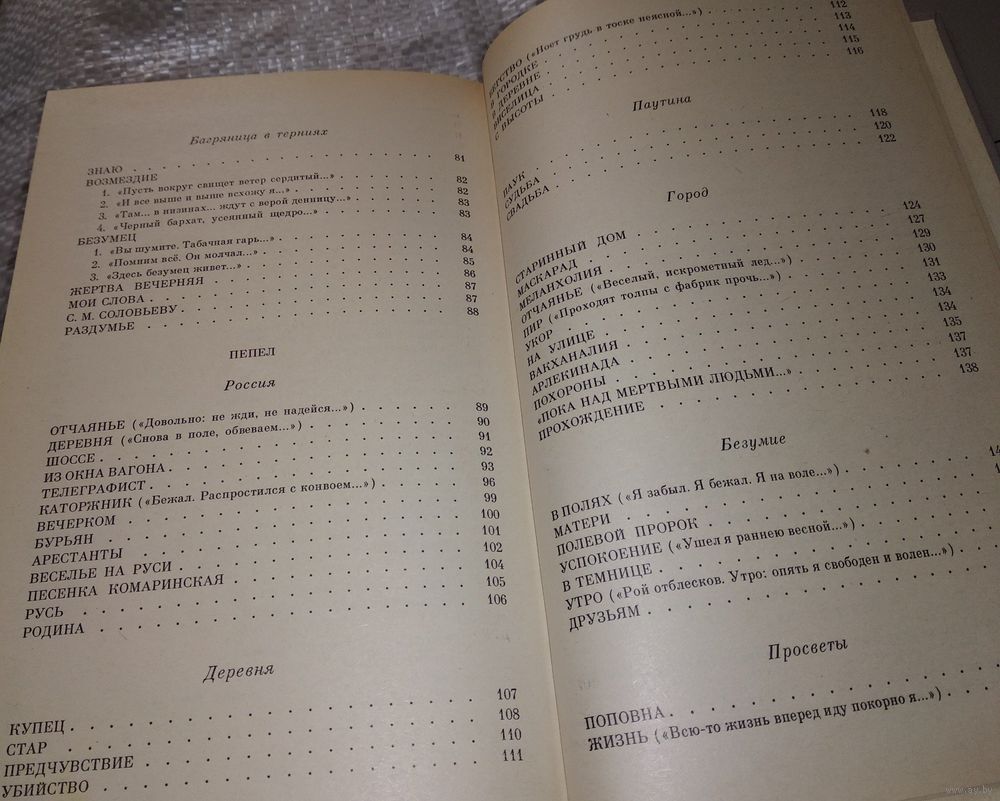 Багряница в терниях
ЗНАЮ . . . . . . . . . . . . . . . 81
ВОЗМЕЗДИЕ
1. «Пусть вокруг свищет ветер сердитый...» . . . . . 82
2. «И все выше и выше всхожу я...» . . . . . . . 82
3. «Там... в низинах... ждут с верой денницу...» . . . . 83
4. «Черный бархат, усеянный щедро...» . . . . . . 83
БЕЗУМЕЦ
1. «Вы шумите. Табачная гарь...» . . . . . . . . 84
2. «Помним всё. Он молчал...» . . . . . . . . . 84
3. «Здесь безумец живет...» . . . . . . . . . . 85
ЖЕРТВА ВЕЧЕРНЯЯ . . . . . . . . . . . . 86
МОИ СЛОВА . . . . . . . . . . . . . . 87
С. М. СОЛОВЬЕВУ . . . . . . . . . . . . 87
РАЗДУМЬЕ . . . . . . . . . . . . . . 88
ПЕПЕЛ
Россия
ОТЧАЯНЬЕ («Довольно: не жди, не надейся...») . . . . . . 89
ДЕРЕВНЯ («Снова в поле, обвеваем...») . . . . . . . 90
ШОССЕ . . . . . . . . . . . . . . . 91
ИЗ ОКНА ВАГОНА . . . . . . . . . . . . 92
ТЕЛЕГРАФИСТ . . . . . . . . . . . . . 93
КАТОРЖНИК («Бежал. Распростился с конвоем...») . . . . 96
ВЕЧЕРКОМ . . . . . . . . . . . . . . 99
БУРЬЯН . . . . . . . . . . . . . . . 100
АРЕСТАНТЫ . . . . . . . . . . . . . . 101
ВЕСЕЛЬЕ НА РУСИ . . . . . . . . . . . . 102
ПЕСЕНКА КОМАРИНСКАЯ . . . . . . . . . . 104
РУСЬ . . . . . . . . . . . . . . . . 105
РОДИНА . . . . . . . . . . . . . . . 106
Деревня
КУПЕЦ . . . . . . . . . . . . . . . 107
СТАР . . . . . . . . . . . . . . . . 108
ПРЕДЧУВСТВИЕ . . . . . . . . . . . . . 110
УБИЙСТВО . . . . . . . . . . . . . . 111
БЕГСТВО («Ноет грудь в тоске неясной...») . . . . . . 112
В ГОРОДКЕ . . . . . . . . . . . . . . 113
В ДЕРЕВНЕ . . . . . . . . . . . . . . 114
ВИСЕЛИЦА . . . . . . . . . . . . . . 115
С ВЫСОТЫ . . . . . . . . . . . . . . 116
Паутина
ПАУК . . . . . . . . . . . . . . . . 118
СУДЬБА . . . . . . . . . . . . . . . 120
СВАДЬБА . . . . . . . . . . . . . . . 122
Город
СТАРИННЫЙ ДОМ . . . . . . . . . . . . 124
МАСКАРАД . . . . . . . . . . . . . . 127
МЕЛАНХОЛИЯ . . . . . . . . . . . . . 129
ОТЧАЯНЬЕ («Веселый, искрометный лед...») . . . . . . 130
ПИР («Проходят толпы с фабрик прочь...») . . . . . . 131
УКОР . . . . . . . . . . . . . . . . 133
НА УЛИЦЕ . . . . . . . . . . . . . . 134
ВАКХАНАЛИЯ . . . . . . . . . . . . . 134
АРЛЕКИНАДА . . . . . . . . . . . . . 135
ПОХОРОНЫ . . . . . . . . . . . . . . 137
«ПОКА НАД МЕРТВЫМИ ЛЮДЬМИ...» . . . . . . 137
ПРОХОЖДЕНИЕ . . . . . . . . . . . . . 138
Безумие
В ПОЛЯХ («Я забыл. Я бежал. Я на воле...») . . . . . .
МАТЕРИ . . . . . . . . . . . . . . .
ПОЛЕВОЙ ПРОРОК . . . . . . . . . . . .
УСПОКОЕНИЕ («Ушел я раннею весной...») . . . . . .
В ТЕМНИЦЕ . . . . . . . . . . . . . .
УТРО («Рой отблесков. Утро: опять я свободен и волен...») . .
ДРУЗЬЯМ . . . . . . . . . . . . . . .
Просветы
ПОПОВНА . . . . . . . . . . . . . . .
ЖИЗНЬ («Всю-то жизнь вперед иду покорно я...») . . .
www.ay.by